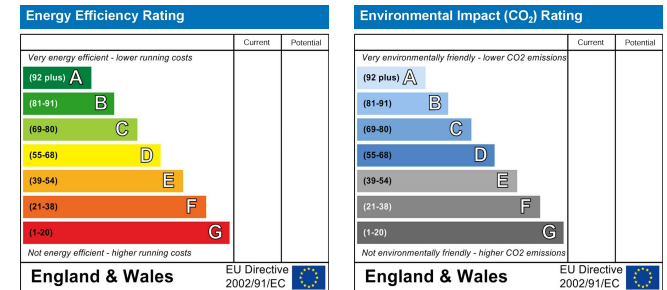 Energy Efficiency Rating
Current Potential
Very energy efficient - lower running costs
(92 plus) A
(81-91) B
(69-80) C
(55-68) D
(39-54) E
(21-38) F
(1-20) G
Not energy efficient - higher running costs
England & Wales
EU Directive
2002/91/EC
Environmental Impact (CO₂) Rating
Current Potential
Very environmentally friendly - lower CO2 emissions
(92 plus) A
(81-91) B
(69-80) C
(55-68) D
(39-54) E
(21-38) F
(1-20) G
Not environmentally friendly - higher CO2 emissions
England & Wales
EU Directive
2002/91/EC